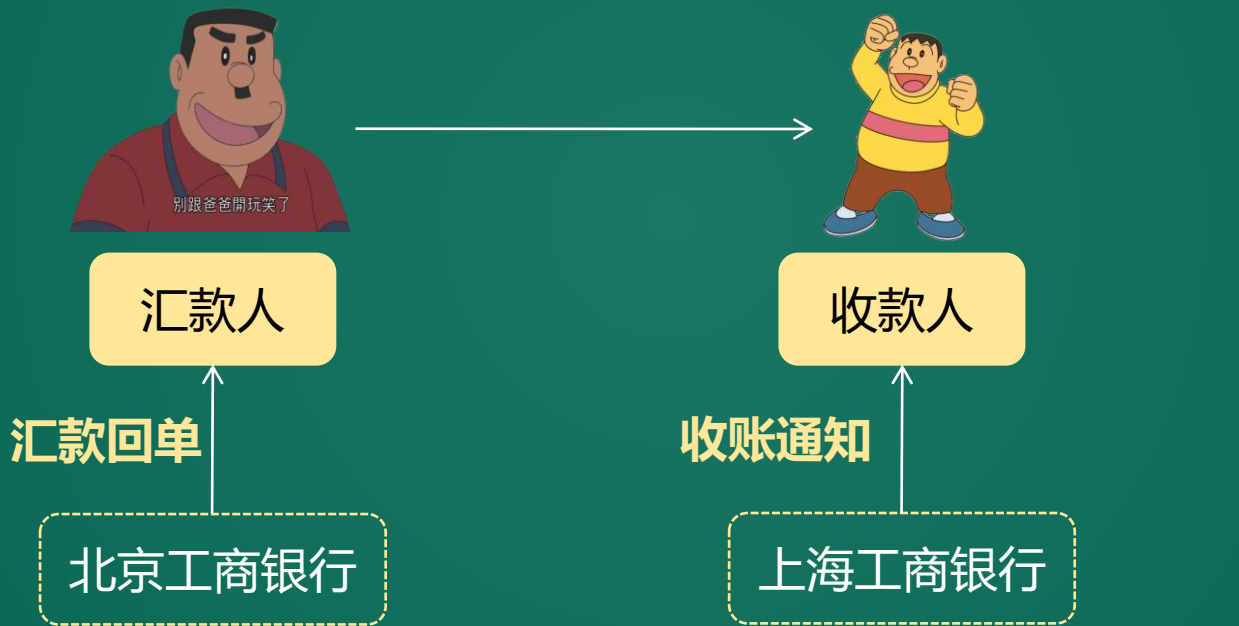 別跟爸爸開玩笑了
汇款人
收款人
汇款回单
收账通知
北京工商银行
上海工商银行